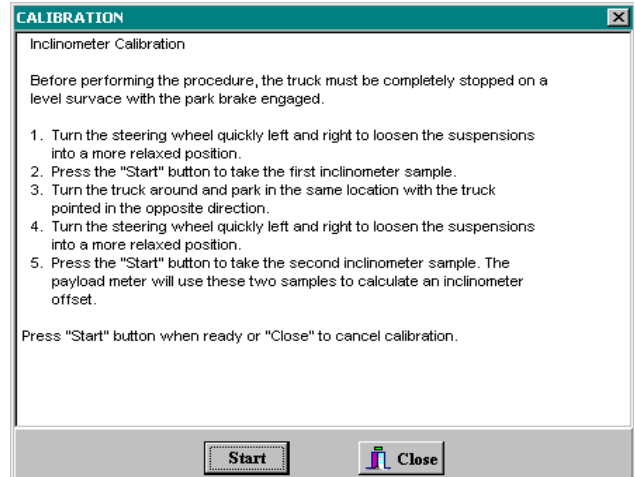 CALIBRATION
Inclinometer Calibration
Before performing the procedure, the truck must be completely stopped on a
level survace with the park brake engaged.
1. Turn the steering wheel quickly left and right to loosen the suspensions
into a more relaxed position.
2. Press the "Start" button to take the first inclinometer sample.
3. Turn the truck around and park in the same location with the truck
pointed in the opposite direction.
4. Turn the steering wheel quickly left and right to loosen the suspensions
into a more relaxed position.
5. Press the "Start" button to take the second inclinometer sample. The
payload meter will use these two samples to calculate an inclinometer
offset.
Press "Start" button when ready or "Close" to cancel calibration.
Start
Close